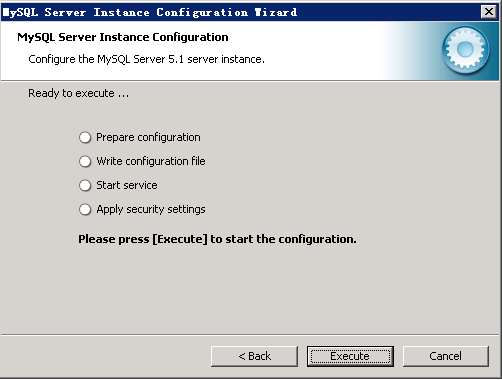 MySQL Server Instance Configuration Wizard
MySQL Server Instance Configuration
Configure the MySQL Server 5.1 server instance.
Ready to execute ...
Prepare configuration
Write configuration file
Start service
Apply security settings
Please press [Execute] to start the configuration.
< Back
Execute
Cancel